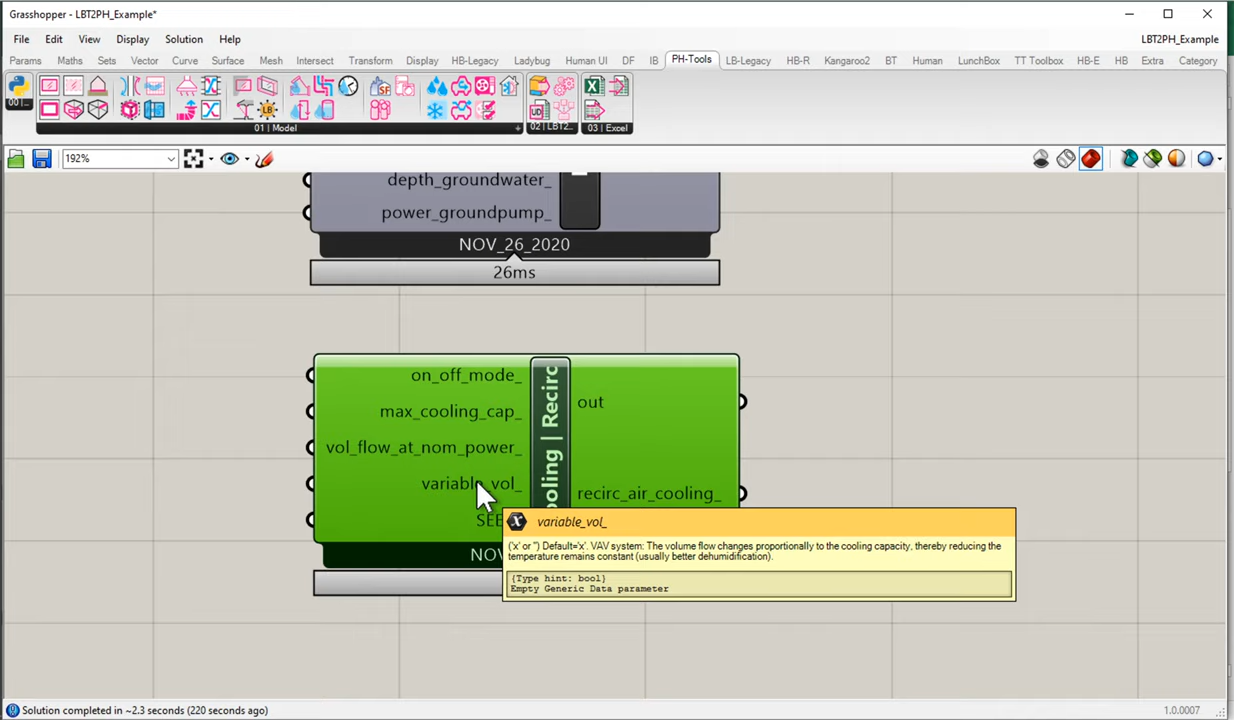 Grasshopper - LBT2PH_Example*
File Edit View Display Solution Help LBT2PH_Example
Params Maths Sets Vector Curve Surface Mesh Intersect Transform Display HB-Legacy Ladybug Human UI DF IB PH-Tools LB-Legacy HB-R Kangaroo2 BT Human LunchBox TT Toolbox HB-E HB Extra Category
SF
LB
UD
00 |
01 | Model
02 | LBT2...
03 | Excel
192%
depth_groundwater_
power_groundpump_
NOV_26_2020
26ms
on_off_mode_
max_cooling_cap_
vol_flow_at_nom_power_
variable_vol_
ooling | Recirc
out
recirc_air_cooling_
variable_vol_
('x' or '') Default='x'. VAV system: The volume flow changes proportionally to the cooling capacity, thereby reducing the
temperature remains constant (usually better dehumidification).
{Type hint: bool}
Empty Generic Data parameter
Solution completed in ~2.3 seconds (220 seconds ago)
1.0.0007